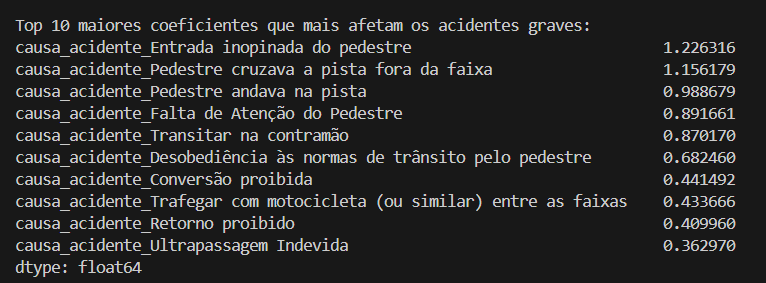 Top 10 maiores coeficientes que mais afetam os acidentes graves:
causa_acidente_Entrada inopinada do pedestre 1.226316
causa_acidente_Pedestre cruzava a pista fora da faixa 1.156179
causa_acidente_Pedestre andava na pista 0.988679
causa_acidente_Falta de Atenção do Pedestre 0.891661
causa_acidente_Transitar na contramão 0.870170
causa_acidente_Desobediência às normas de trânsito pelo pedestre 0.682460
causa_acidente_Conversão proibida 0.441492
causa_acidente_Trafegar com motocicleta (ou similar) entre as faixas 0.433666
causa_acidente_Retorno proibido 0.409960
causa_acidente_Ultrapassagem Indevida 0.362970
dtype: float64